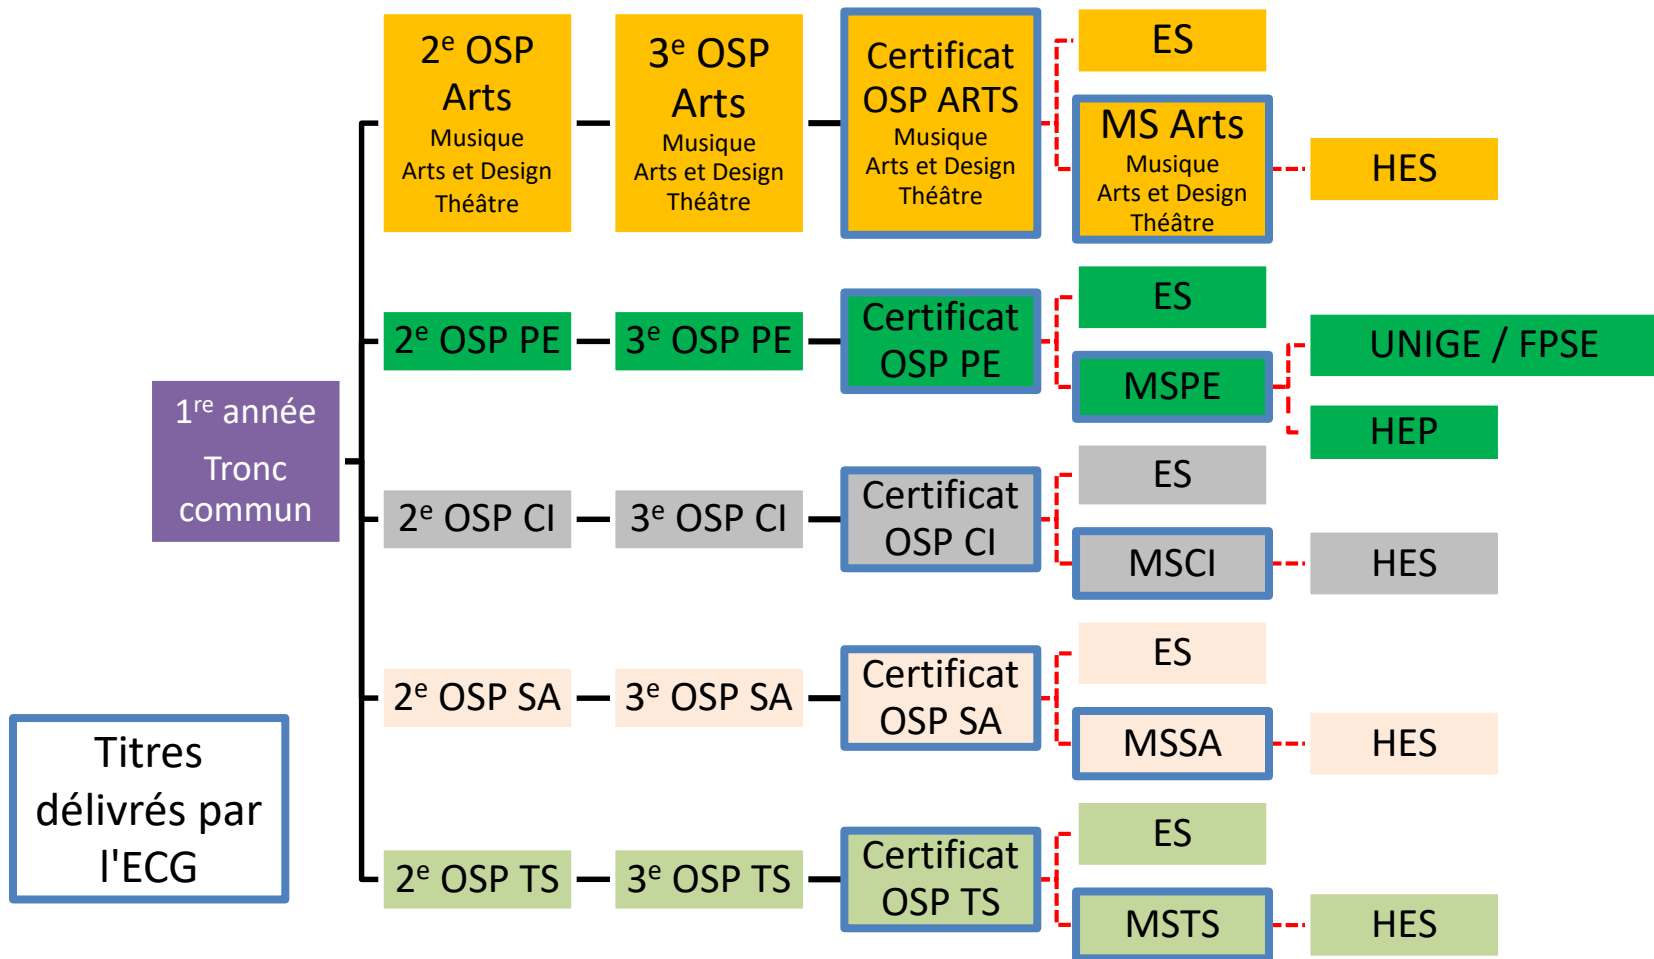 1re année
Tronc
commun
2e OSP
Arts
Musique
Arts et Design
Théâtre
3e OSP
Arts
Musique
Arts et Design
Théâtre
Certificat
OSP ARTS
Musique
Arts et Design
Théâtre
ES
MS Arts
Musique
Arts et Design
Théâtre
HES
2e OSP PE
3e OSP PE
Certificat
OSP PE
ES
MSPE
UNIGE / FPSE
HEP
2e OSP CI
3e OSP CI
Certificat
OSP CI
ES
MSCI
HES
2e OSP SA
3e OSP SA
Certificat
OSP SA
ES
MSSA
HES
2e OSP TS
3e OSP TS
Certificat
OSP TS
ES
MSTS
HES
Titres
délivrés par
l'ECG